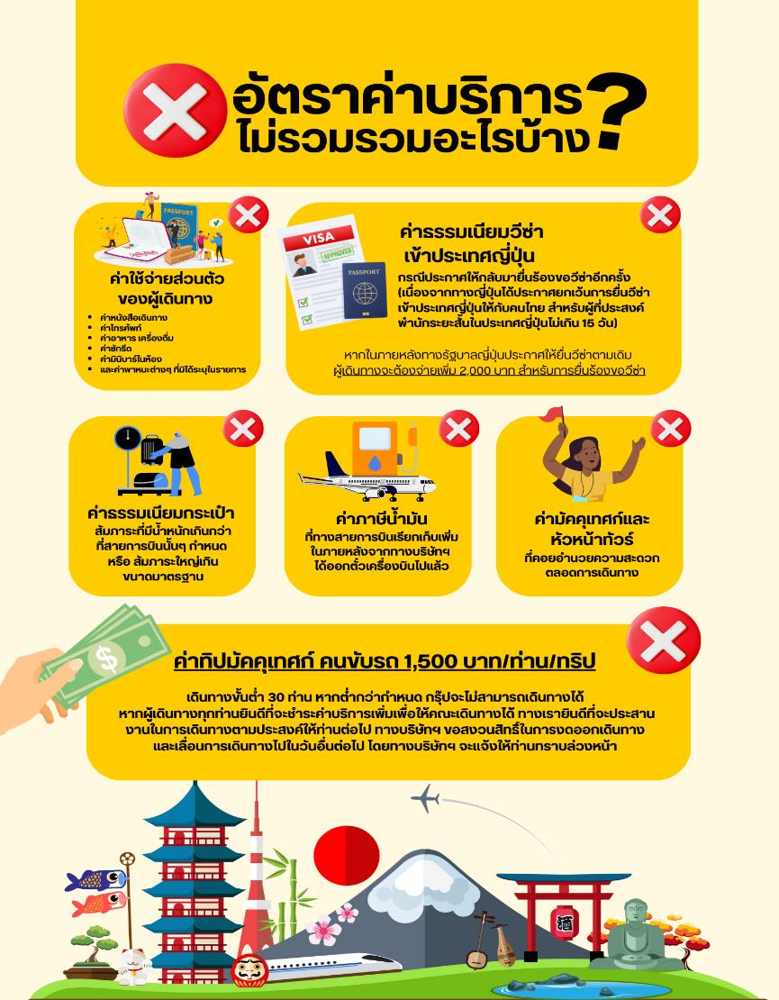 อัตราค่าบริการ
ไม่รวมรวมอะไรบ้าง?
PASSPORT
ค่าใช้จ่ายส่วนตัว
ของผู้เดินทาง
• ค่าหนังสือเดินทาง
• ค่าโทรศัพท์
• ค่าอาหาร เครื่องดื่ม
• ค่าซักรีด
• ค่ามินิบาร์ในห้อง
• และค่าพาหนะต่างๆ ที่มิได้ระบุในรายการ
VISA
APPROVED
PASSPORT
ค่าธรรมเนียมวีซ่า
เข้าประเทศญี่ปุ่น
กรณีประกาศให้กลับมายื่นร้องขอวีซ่าอีกครั้ง
(เนื่องจากทางญี่ปุ่นได้ประกาศยกเว้นการยื่นวีซ่า
เข้าประเทศญี่ปุ่นให้กับคนไทย สำหรับผู้ที่ประสงค์
พำนักระยะสั้นในประเทศญี่ปุ่นไม่เกิน 15 วัน)
หากในภายหลังทางรัฐบาลญี่ปุ่นประกาศให้ยื่นวีซ่าตามเดิม
ผู้เดินทางจะต้องจ่ายเพิ่ม 2,000 บาท สำหรับการยื่นร้องขอวีซ่า
ค่าธรรมเนียมกระเป๋า
สัมภาระที่มีน้ำหนักเกินกว่า
ที่สายการบินนั้นๆ กำหนด
หรือ สัมภาระใหญ่เกิน
ขนาดมาตรฐาน
ค่าภาษีน้ำมัน
ที่ทางสายการบินเรียกเก็บเพิ่ม
ในภายหลังจากทางบริษัทฯ
ได้ออกตั๋วเครื่องบินไปแล้ว
ค่ามัคคุเทศก์และ
หัวหน้าทัวร์
ที่คอยอำนวยความสะดวก
ตลอดการเดินทาง
$
ค่าทิปมัคคุเทศก์ คนขับรถ 1,500 บาท/ท่าน/ทริป
เดินทางขั้นต่ำ 30 ท่าน หากต่ำกว่ากำหนด กรุ๊ปจะไม่สามารถเดินทางได้
หากผู้เดินทางทุกท่านยินดีที่จะชำระค่าบริการเพิ่มเพื่อให้คณะเดินทางได้ ทางเรายินดีที่จะประสาน
งานในการเดินทางตามประสงค์ให้ท่านต่อไป ทางบริษัทฯ ขอสงวนสิทธิ์ในการงดออกเดินทาง
และเลื่อนการเดินทางไปในวันอื่นต่อไป โดยทางบริษัทฯ จะแจ้งให้ท่านทราบล่วงหน้า
酒